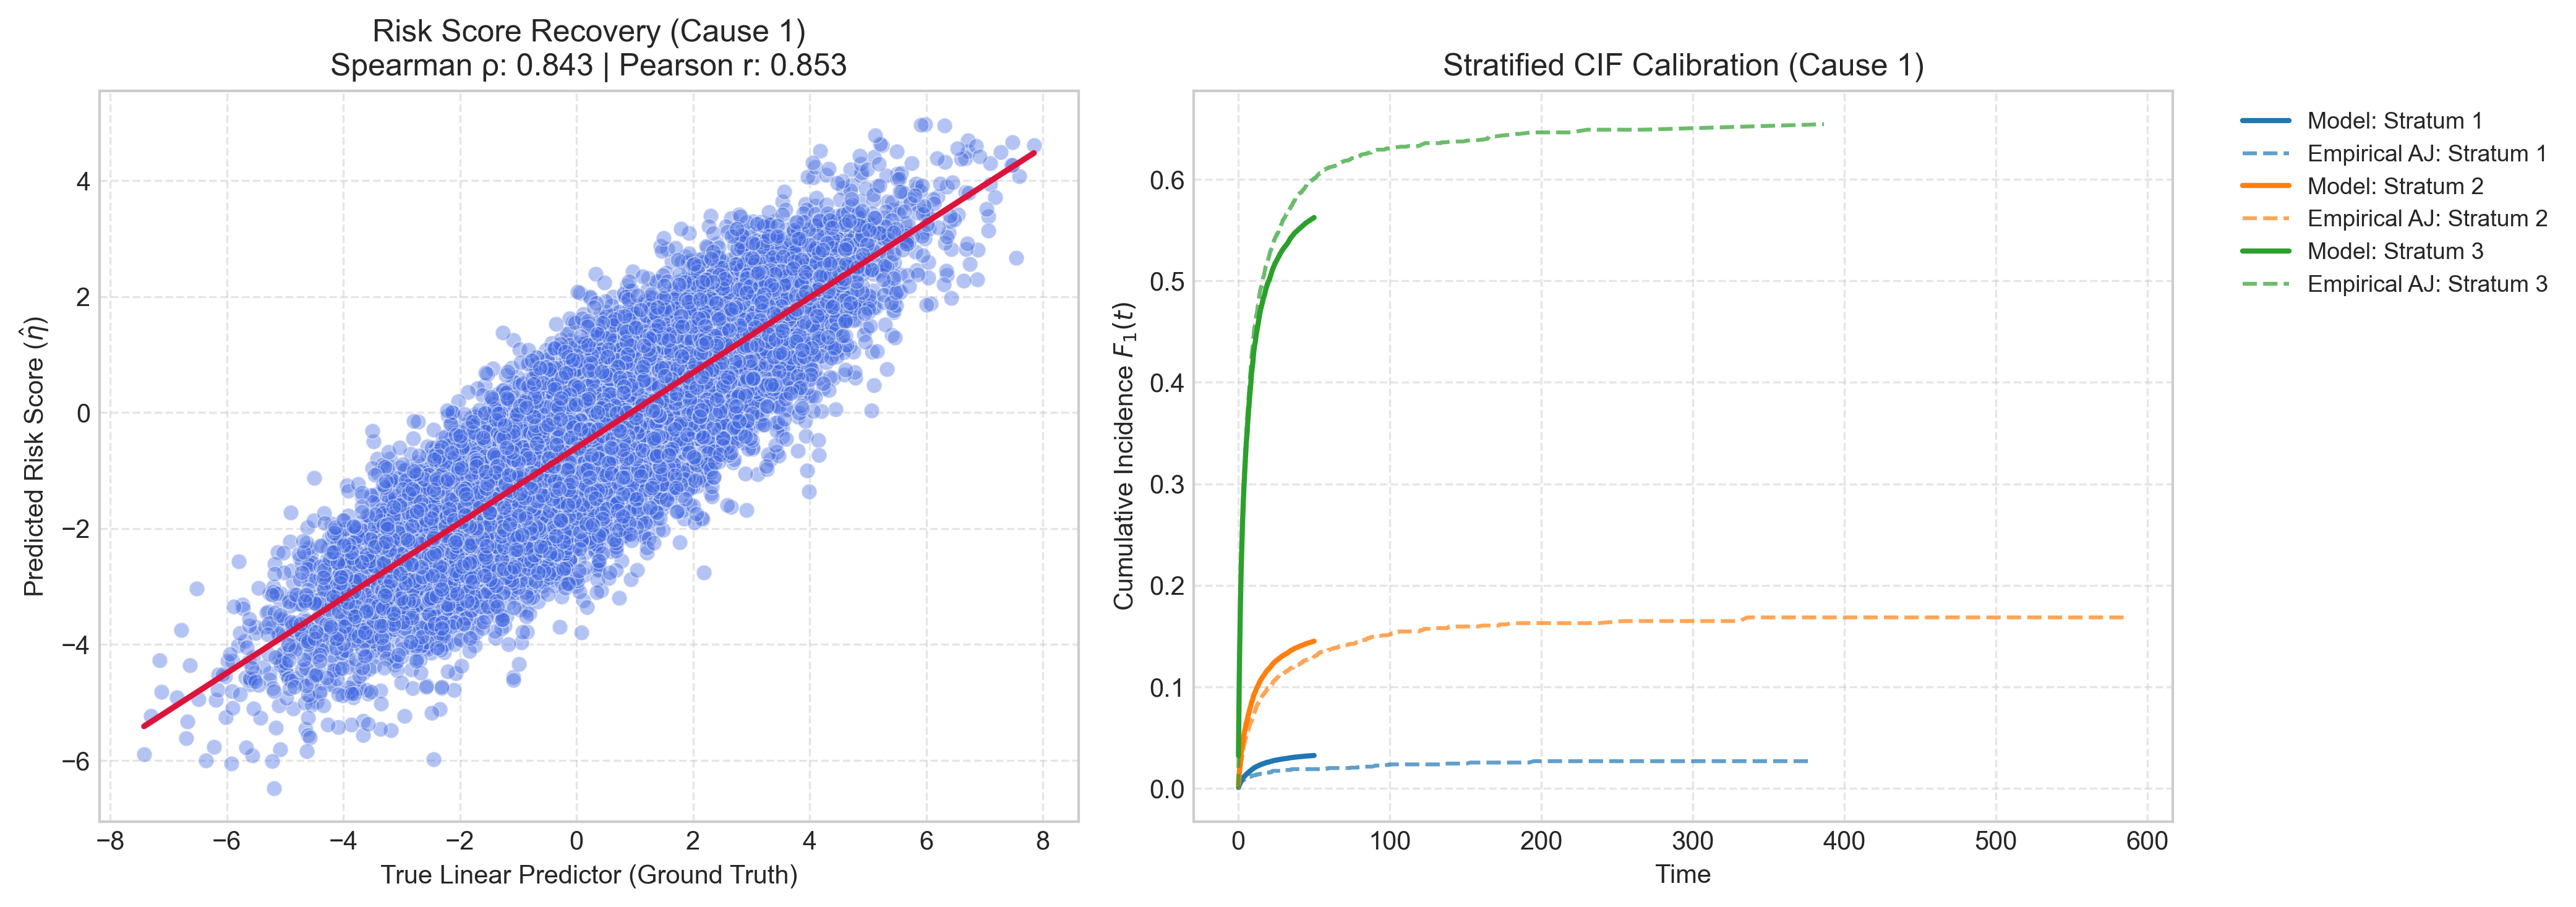 Risk Score Recovery (Cause 1)
Spearman ρ: 0.843 | Pearson r: 0.853
Predicted Risk Score (η̂)
4
2
0
−2
−4
−6
−8 −6 −4 −2 0 2 4 6 8
True Linear Predictor (Ground Truth)
Stratified CIF Calibration (Cause 1)
Cumulative Incidence F₁(t)
0.6
0.5
0.4
0.3
0.2
0.1
0.0
0 100 200 300 400 500 600
Time
Model: Stratum 1
Empirical AJ: Stratum 1
Model: Stratum 2
Empirical AJ: Stratum 2
Model: Stratum 3
Empirical AJ: Stratum 3